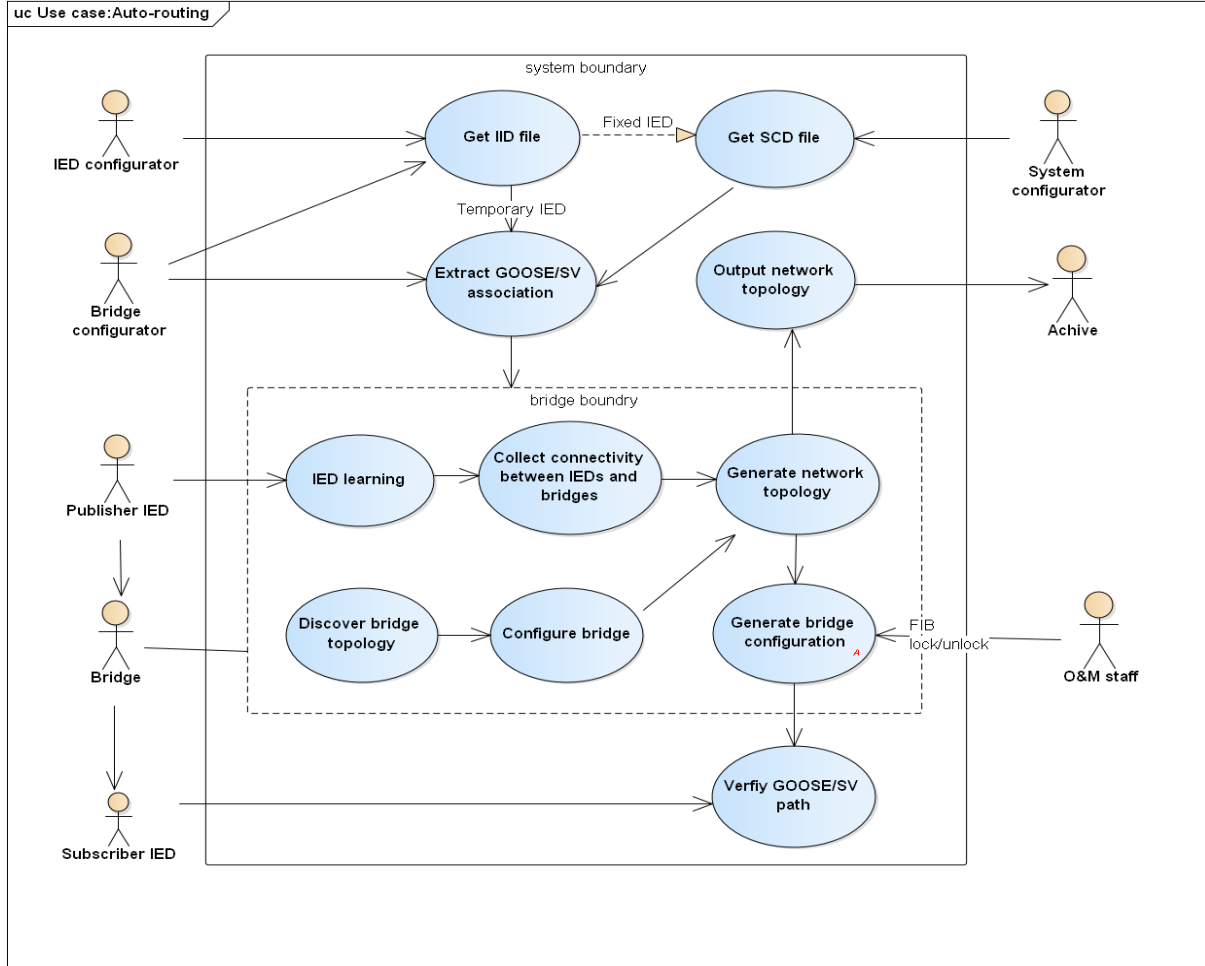 uc Use case:Auto-routing
system boundary
Get IID file
Fixed IED
Get SCD file
IED configurator
System
configurator
Temporary IED
Extract GOOSE/SV
association
Output network
topology
Bridge
configurator
Achive
bridge boundry
IED learning
Collect connectivity
between IEDs and
bridges
Generate network
topology
Publisher IED
Discover bridge
topology
Configure bridge
Generate bridge
configuration
A
FIB
lock/unlock
Bridge
O&M staff
Verfiy GOOSE/SV
path
Subscriber IED